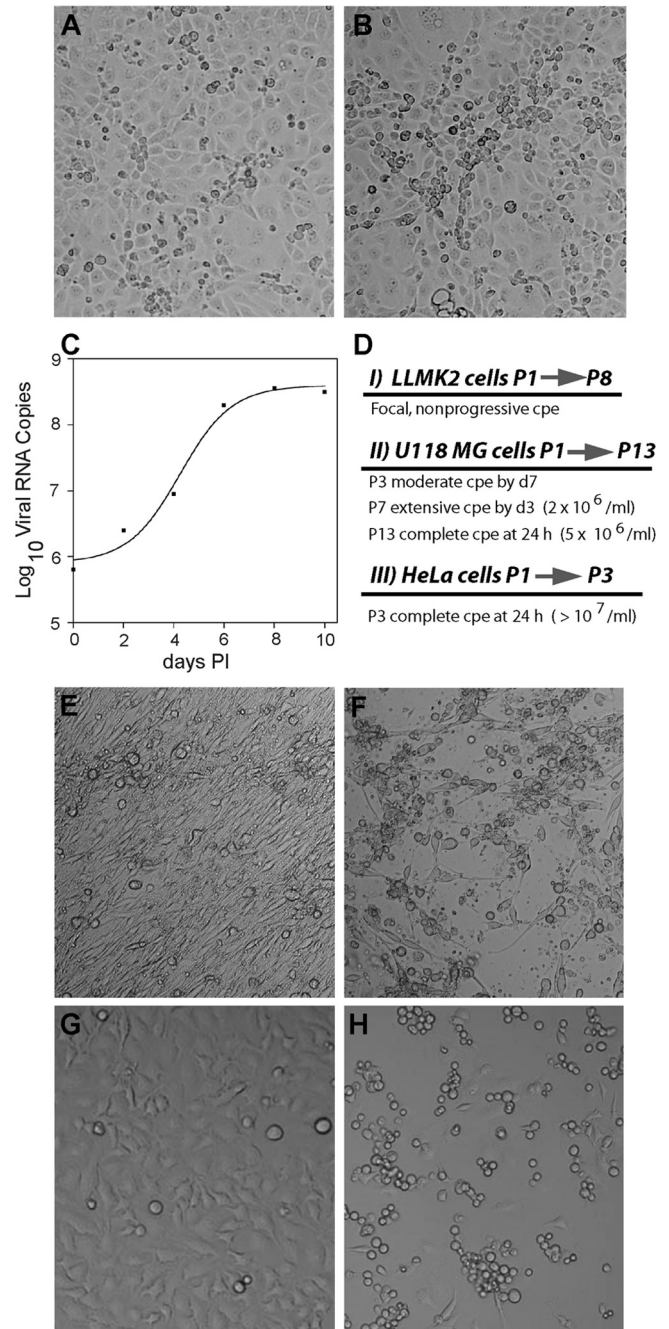 A
B
C
D
9
8
7
6
5
Log10 Viral RNA Copies
0 2 4 6 8 10
days PI
I) LLMK2 cells P1 P8
Focal, nonprogressive cpe
II) U118 MG cells P1 P13
P3 moderate cpe by d7
P7 extensive cpe by d3 (2 x 10^6/ml)
P13 complete cpe at 24 h (5 x 10^6/ml)
III) HeLa cells P1 P3
P3 complete cpe at 24 h ( > 10^7/ml)
E
F
G
H